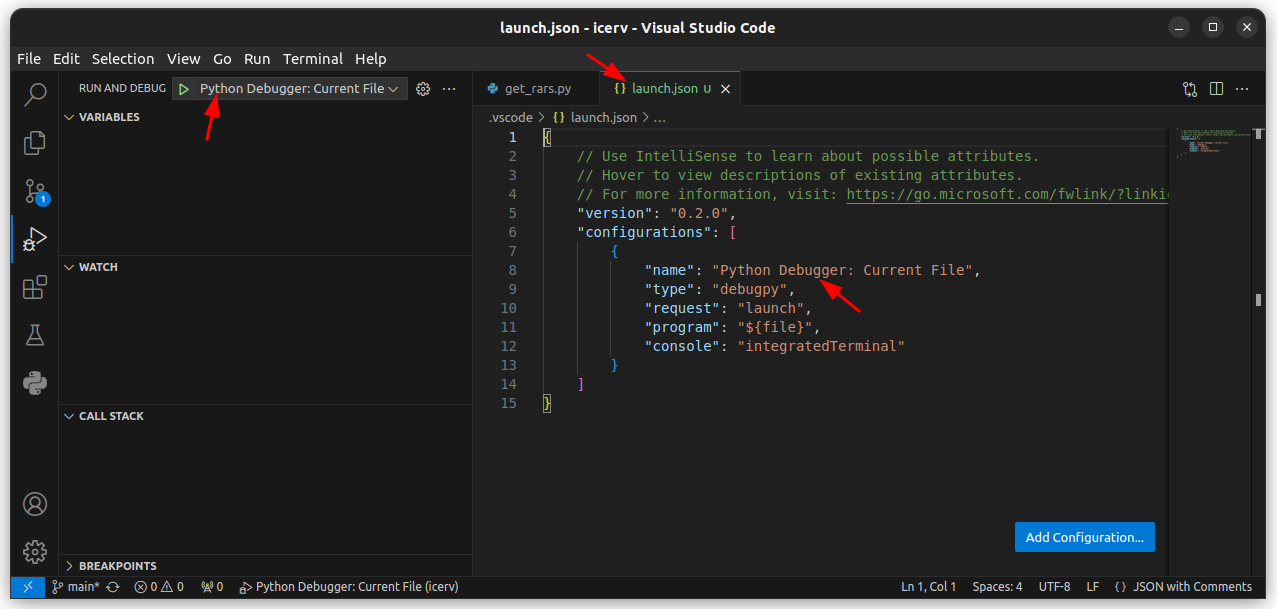 launch.json - icerv - Visual Studio Code
File Edit Selection View Go Run Terminal Help
RUN AND DEBUG Python Debugger: Current File
VARIABLES
WATCH
CALL STACK
BREAKPOINTS
1
get_rars.py {} launch.json U
.vscode > {} launch.json > ...
1 {
2 // Use IntelliSense to learn about possible attributes.
3 // Hover to view descriptions of existing attributes.
4 // For more information, visit: https://go.microsoft.com/fwlink/?linki
5 "version": "0.2.0",
6 "configurations": [
7 {
8 "name": "Python Debugger: Current File",
9 "type": "debugpy",
10 "request": "launch",
11 "program": "${file}",
12 "console": "integratedTerminal"
13 }
14 ]
15 }
Add Configuration...
main* 0 0 0 Python Debugger: Current File (icerv) Ln 1, Col 1 Spaces: 4 UTF-8 LF {} JSON with Comments